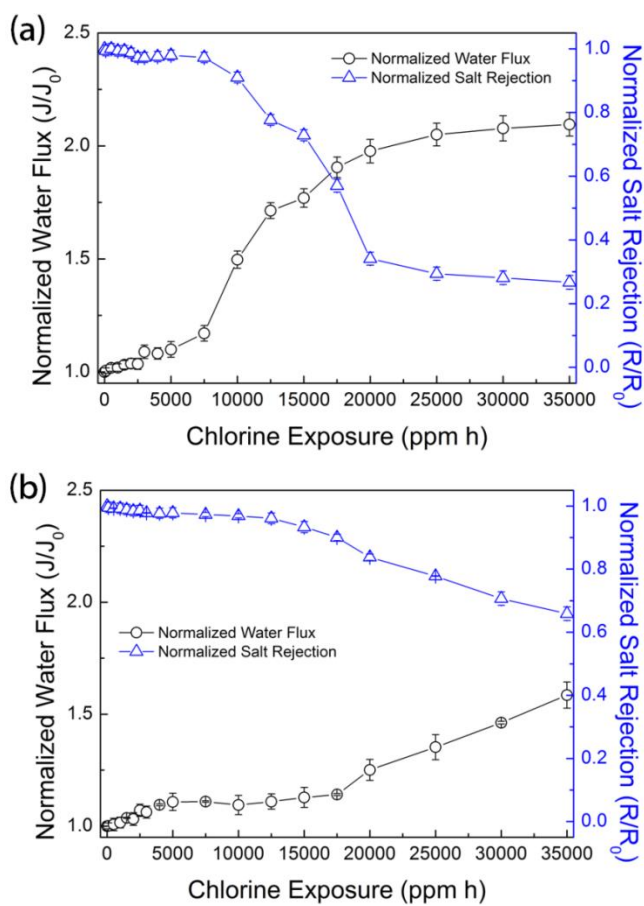 (a)
2.5
2.0
1.5
1.0
Normalized Water Flux (J/J₀)
Normalized Water Flux
Normalized Salt Rejection
1.0
0.8
0.6
0.4
0.2
0.0
Normalized Salt Rejection (R/R₀)
0 5000 10000 15000 20000 25000 30000 35000
Chlorine Exposure (ppm h)
(b)
2.5
2.0
1.5
1.0
Normalized Water Flux (J/J₀)
Normalized Water Flux
Normalized Salt Rejection
1.0
0.8
0.6
0.4
0.2
0.0
Normalized Salt Rejection (R/R₀)
0 5000 10000 15000 20000 25000 30000 35000
Chlorine Exposure (ppm h)